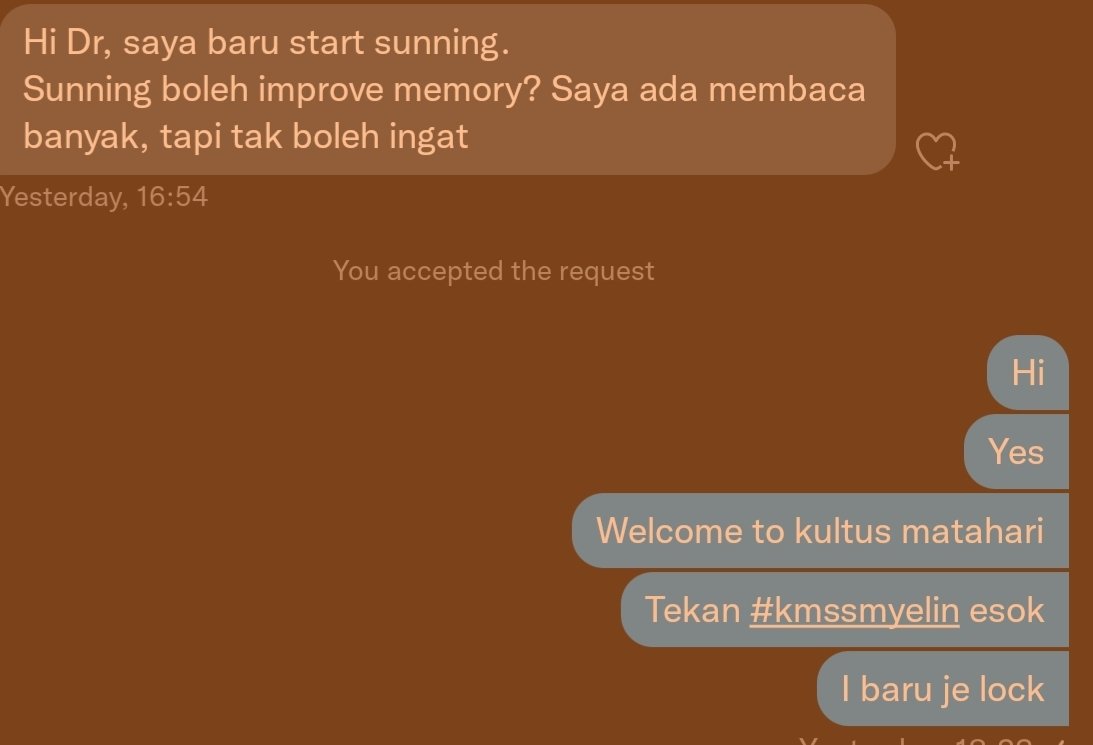 Hi Dr, saya baru start sunning.
Sunning boleh improve memory? Saya ada membaca
banyak, tapi tak boleh ingat
Yesterday, 16:54
You accepted the request
Hi
Yes
Welcome to kultus matahari
Tekan #kmssmyelin esok
I baru je lock